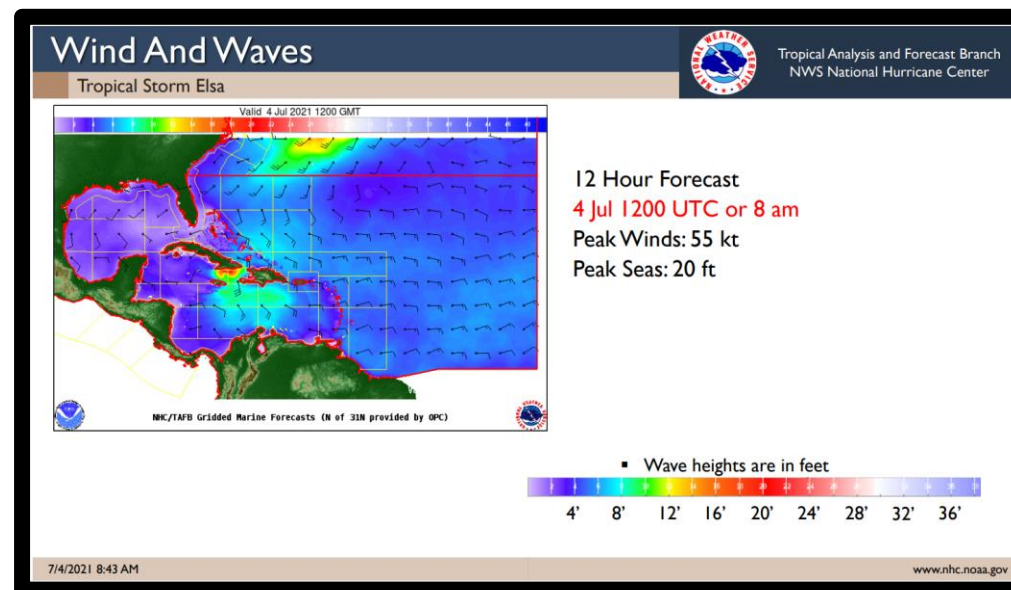 Wind And Waves
Tropical Storm Elsa
Tropical Analysis and Forecast Branch
NWS National Hurricane Center
Valid 4 Jul 2021 1200 GMT
NHC/TAFB Gridded Marine Forecasts (N of 31N provided by OPC)
12 Hour Forecast
4 Jul 1200 UTC or 8 am
Peak Winds: 55 kt
Peak Seas: 20 ft
▪ Wave heights are in feet
4’ 8’ 12’ 16’ 20’ 24’ 28’ 32’ 36’
7/4/2021 8:43 AM
www.nhc.noaa.gov